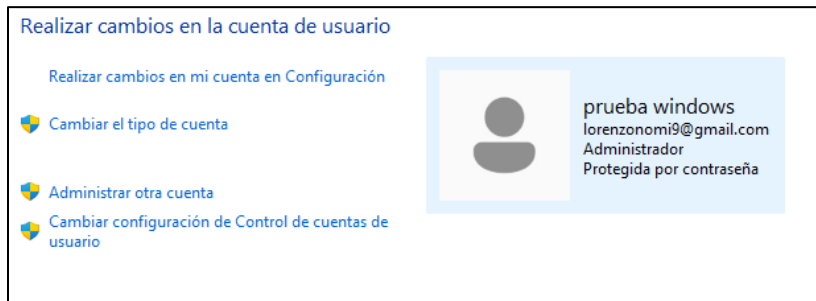 Realizar cambios en la cuenta de usuario
Realizar cambios en mi cuenta en Configuración
Cambiar el tipo de cuenta
Administrar otra cuenta
Cambiar configuración de Control de cuentas de
usuario
prueba windows
lorenzonomi9@gmail.com
Administrador
Protegida por contraseña